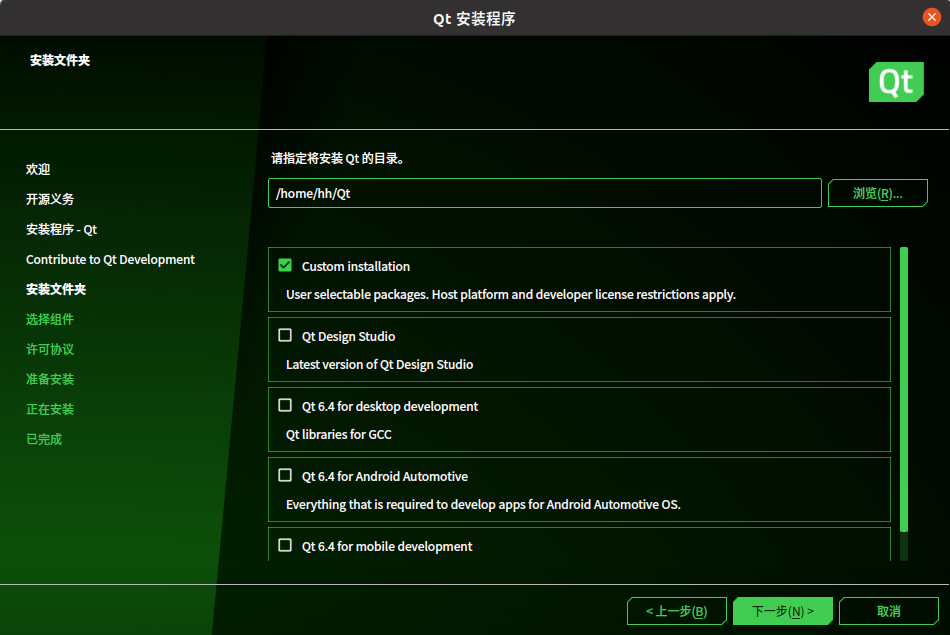 Qt 安装程序
安装文件夹
Qt
欢迎
开源义务
安装程序 - Qt
Contribute to Qt Development
安装文件夹
选择组件
许可协议
准备安装
正在安装
已完成
请指定将安装 Qt 的目录。
/home/hh/Qt
浏览(R)...
Custom installation
User selectable packages. Host platform and developer license restrictions apply.
Qt Design Studio
Latest version of Qt Design Studio
Qt 6.4 for desktop development
Qt libraries for GCC
Qt 6.4 for Android Automotive
Everything that is required to develop apps for Android Automotive OS.
Qt 6.4 for mobile development
< 上一步(B)
下一步(N) >
取消